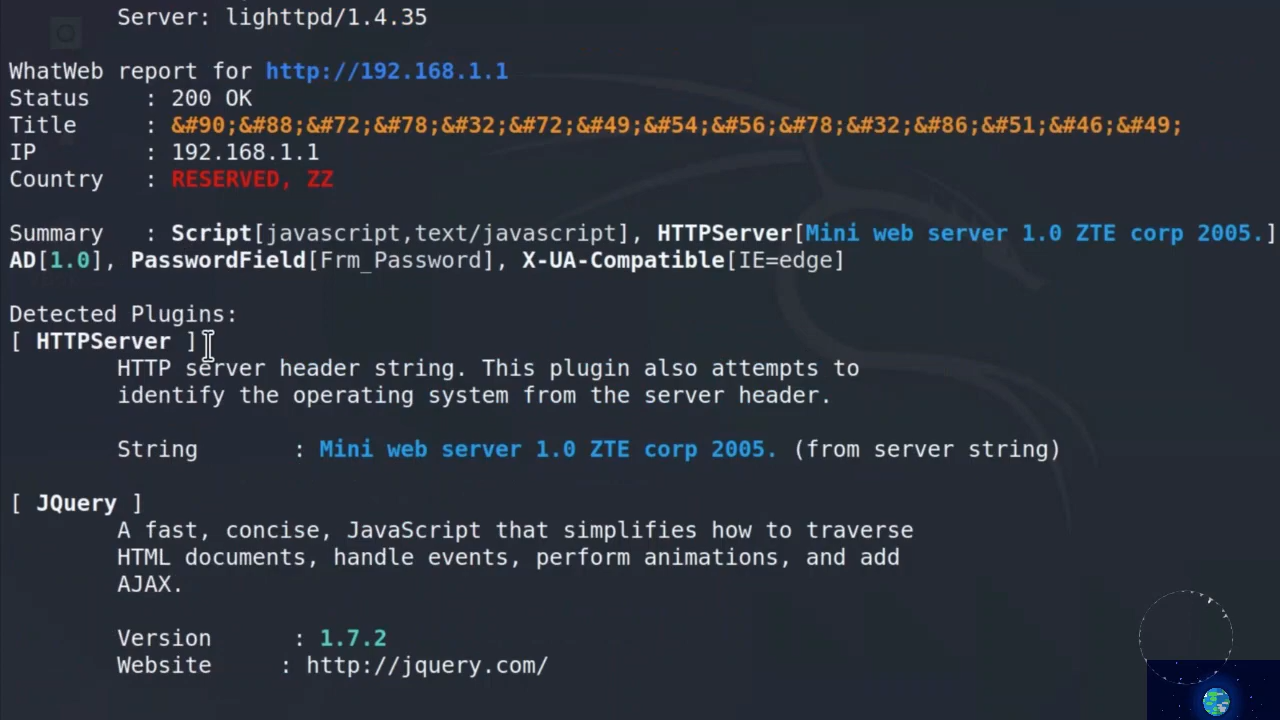 Server: lighttpd/1.4.35
WhatWeb report for http://192.168.1.1
Status : 200 OK
Title : &#90;&#88;&#72;&#78;&#32;&#72;&#49;&#54;&#56;&#78;&#32;&#86;&#51;&#46;&#49;
IP : 192.168.1.1
Country : RESERVED, ZZ
Summary : Script[javascript,text/javascript], HTTPServer[Mini web server 1.0 ZTE corp 2005.]
AD[1.0], PasswordField[Frm_Password], X-UA-Compatible[IE=edge]
Detected Plugins:
[ HTTPServer ]
HTTP server header string. This plugin also attempts to
identify the operating system from the server header.
String : Mini web server 1.0 ZTE corp 2005. (from server string)
[ JQuery ]
A fast, concise, JavaScript that simplifies how to traverse
HTML documents, handle events, perform animations, and add
AJAX.
Version : 1.7.2
Website : http://jquery.com/